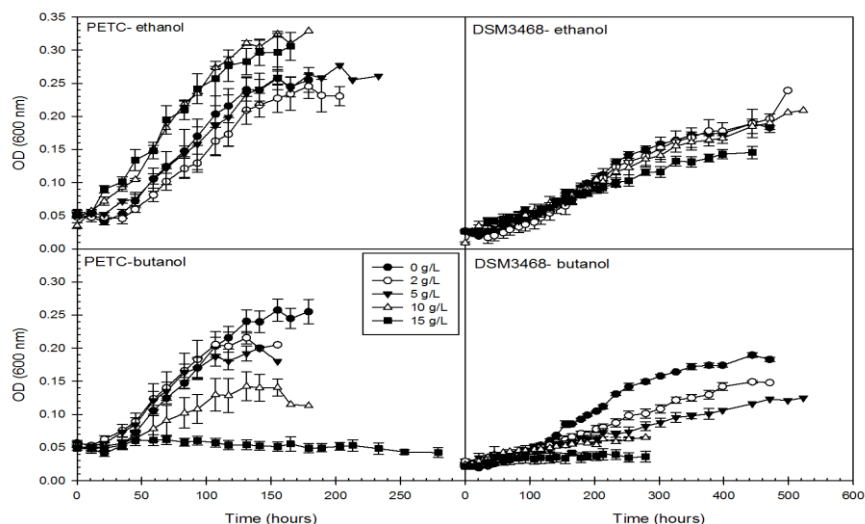 PETC- ethanol
DSM3468- ethanol
0.35
0.30
0.25
0.20
0.15
0.10
0.05
0.00
OD (600 nm)
PETC-butanol
DSM3468- butanol
0 g/L
2 g/L
5 g/L
10 g/L
15 g/L
0.30
0.25
0.20
0.15
0.10
0.05
0.00
OD (600 nm)
0 50 100 150 200 250 0 100 200 300 400 500 600
Time (hours) Time (hours)